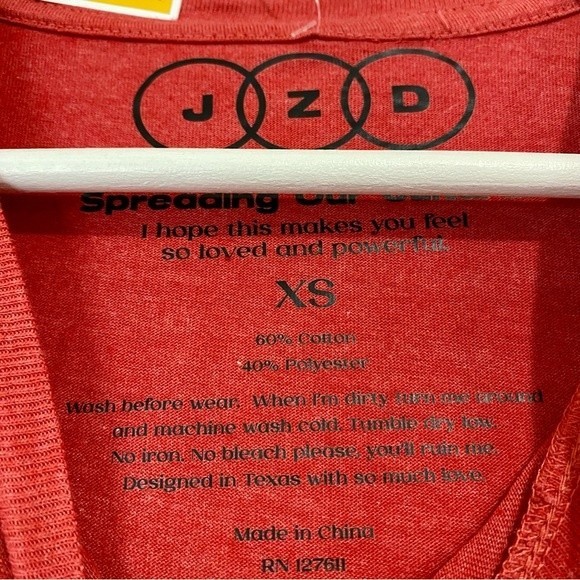 J Z D
Spreading Our
I hope this makes you feel
so loved and powerful.
XS
60% Cotton
40% Polyester
Wash before wear. When I'm dirty turn me around
and machine wash cold. Tumble dry low.
No iron. No bleach please, you'll ruin me.
Designed in Texas with so much love.
Made in China
RN 127611